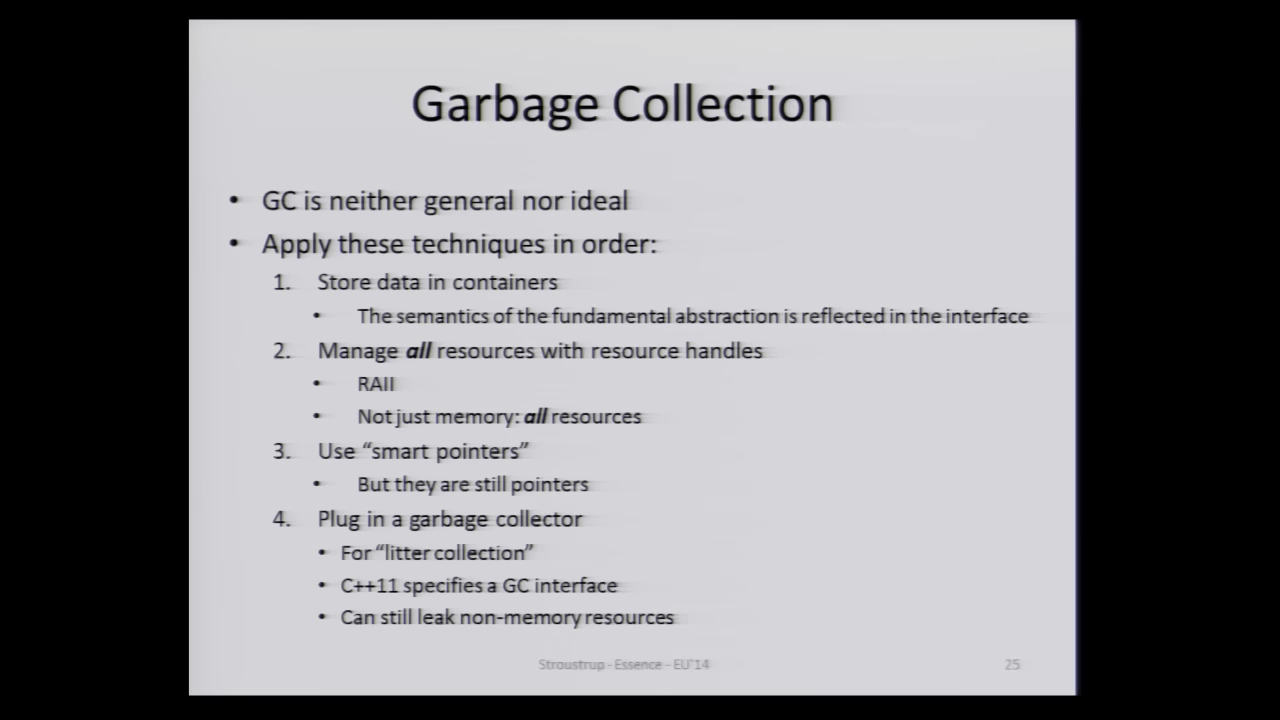 Garbage Collection
• GC is neither general nor ideal
• Apply these techniques in order:
1. Store data in containers
• The semantics of the fundamental abstraction is reflected in the interface
2. Manage all resources with resource handles
• RAII
• Not just memory: all resources
3. Use “smart pointers”
• But they are still pointers
4. Plug in a garbage collector
• For “litter collection”
• C++11 specifies a GC interface
• Can still leak non-memory resources
Stroustrup - Essence - EU'14
25